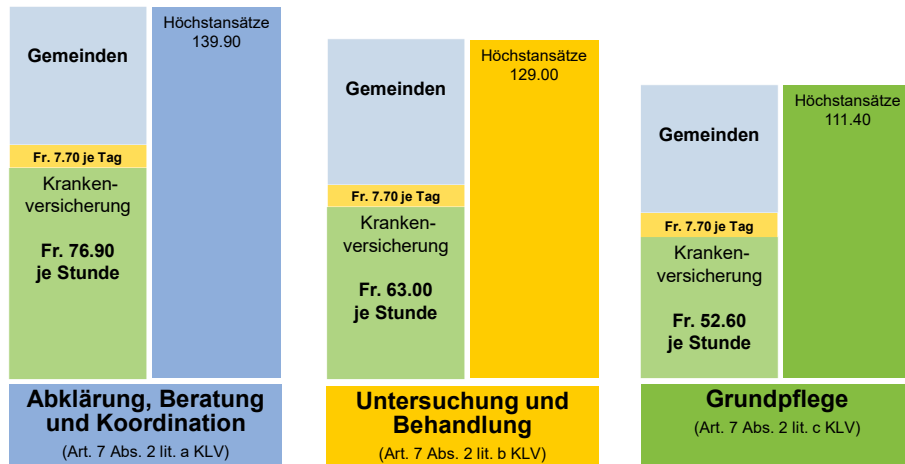 Gemeinden
Fr. 7.70 je Tag
Kranken-
versicherung
Fr. 76.90
je Stunde
Höchstansätze
139.90
Abklärung, Beratung
und Koordination
(Art. 7 Abs. 2 lit. a KLV)
Gemeinden
Fr. 7.70 je Tag
Kranken-
versicherung
Fr. 63.00
je Stunde
Höchstansätze
129.00
Untersuchung und
Behandlung
(Art. 7 Abs. 2 lit. b KLV)
Gemeinden
Fr. 7.70 je Tag
Kranken-
versicherung
Fr. 52.60
je Stunde
Höchstansätze
111.40
Grundpflege
(Art. 7 Abs. 2 lit. c KLV)